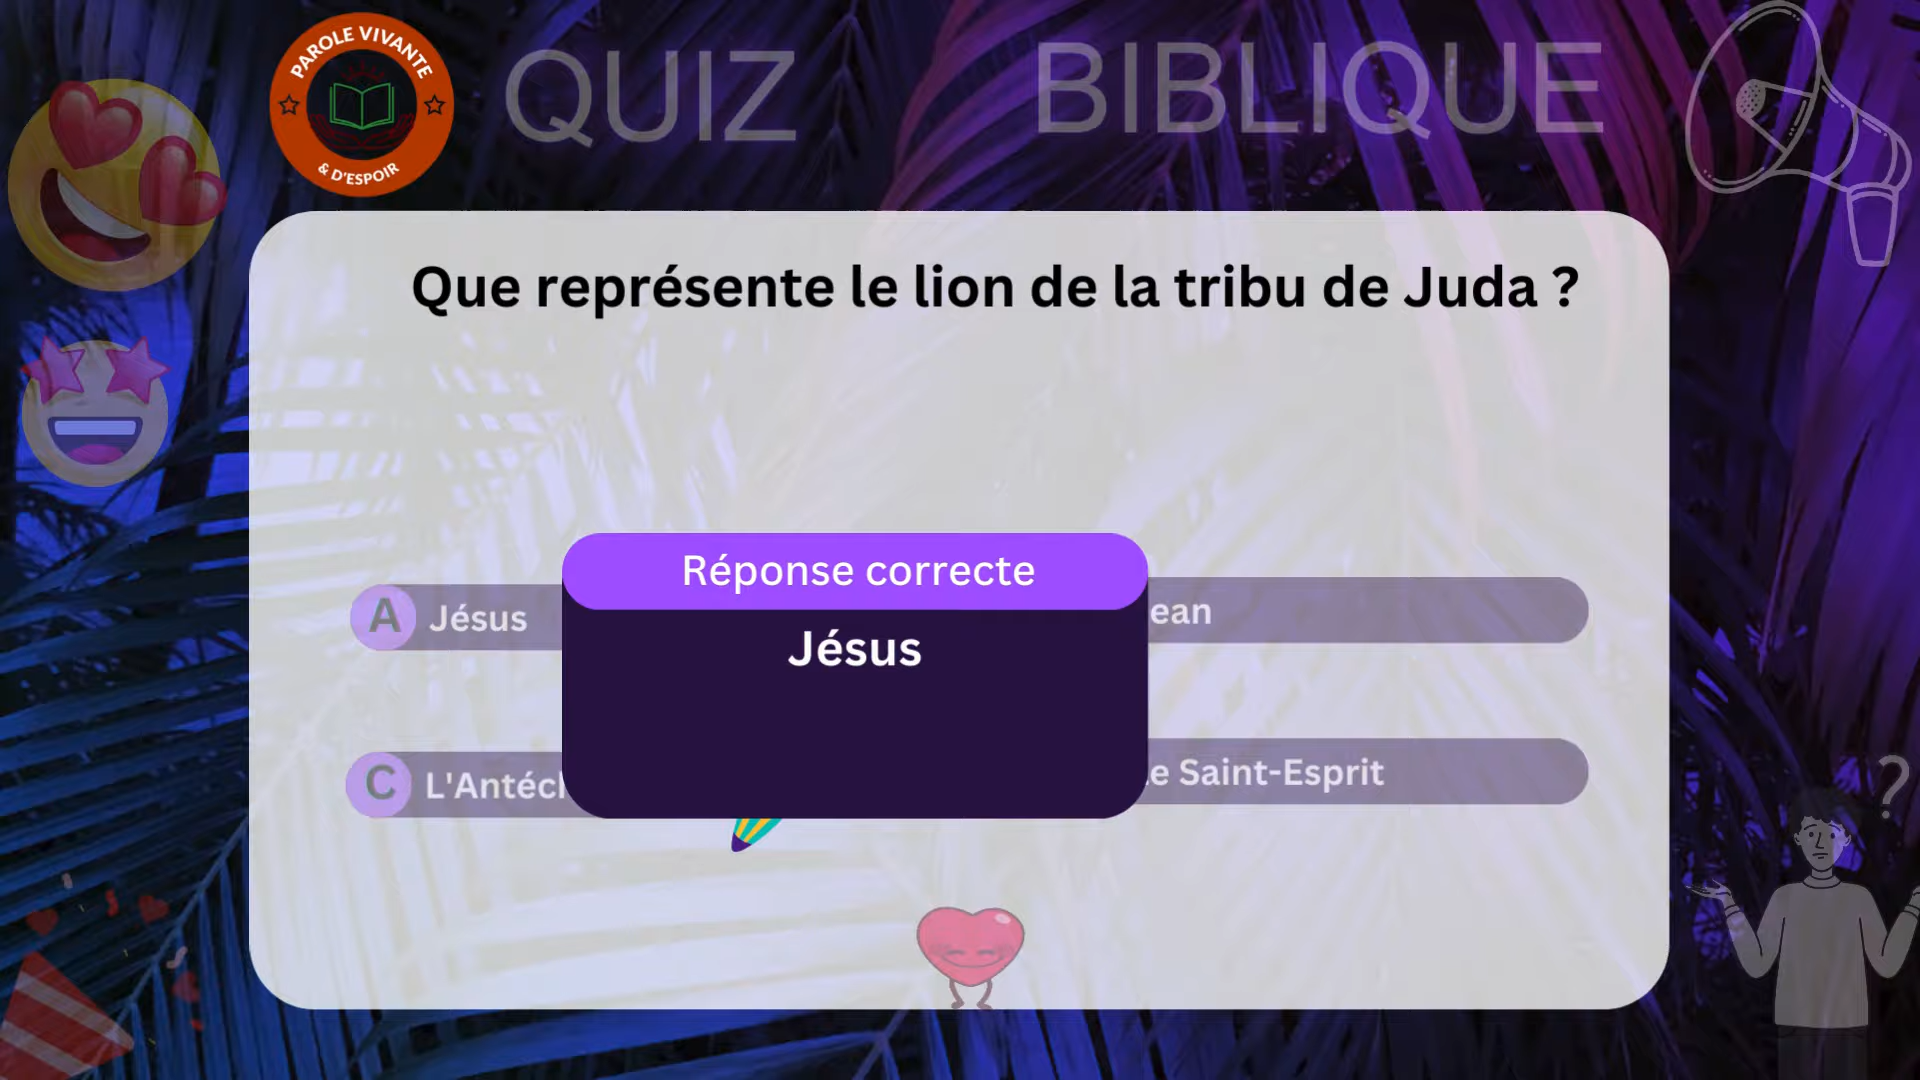 PAROLE VIVANTE
& D'ESPOIR
QUIZ BIBLIQUE
Que représente le lion de la tribu de Juda ?
Réponse correcte
Jésus
A Jésus
ean
C L'Antéc
e Saint-Esprit
?